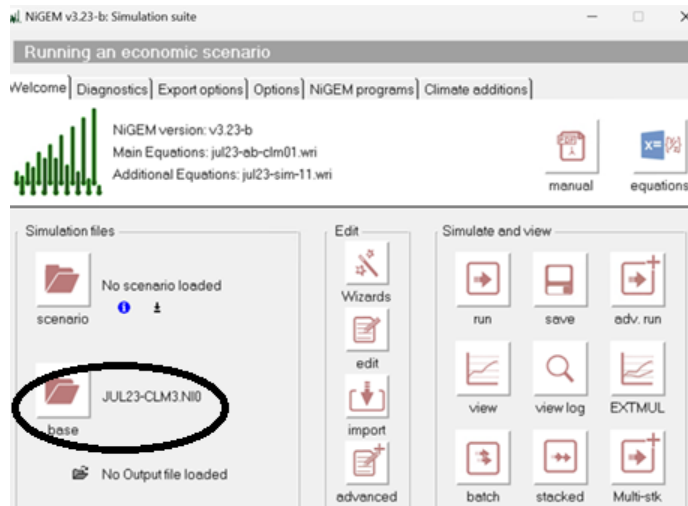 NiGEM v3.23-b: Simulation suite
Running an economic scenario
Welcome Diagnostics Export options Options NiGEM programs Climate additions
NiGEM version: v3.23-b
Main Equations: jul23-ab-clm01.wri
Additional Equations: jul23-sim-11.wri
manual equations
Simulation files
No scenario loaded
scenario
JUL23-CLM3.NI0
base
No Output file loaded
Edit
Wizards
edit
import
advanced
Simulate and view
run save adv. run
view view log EXTMUL
batch stacked Multi-stk